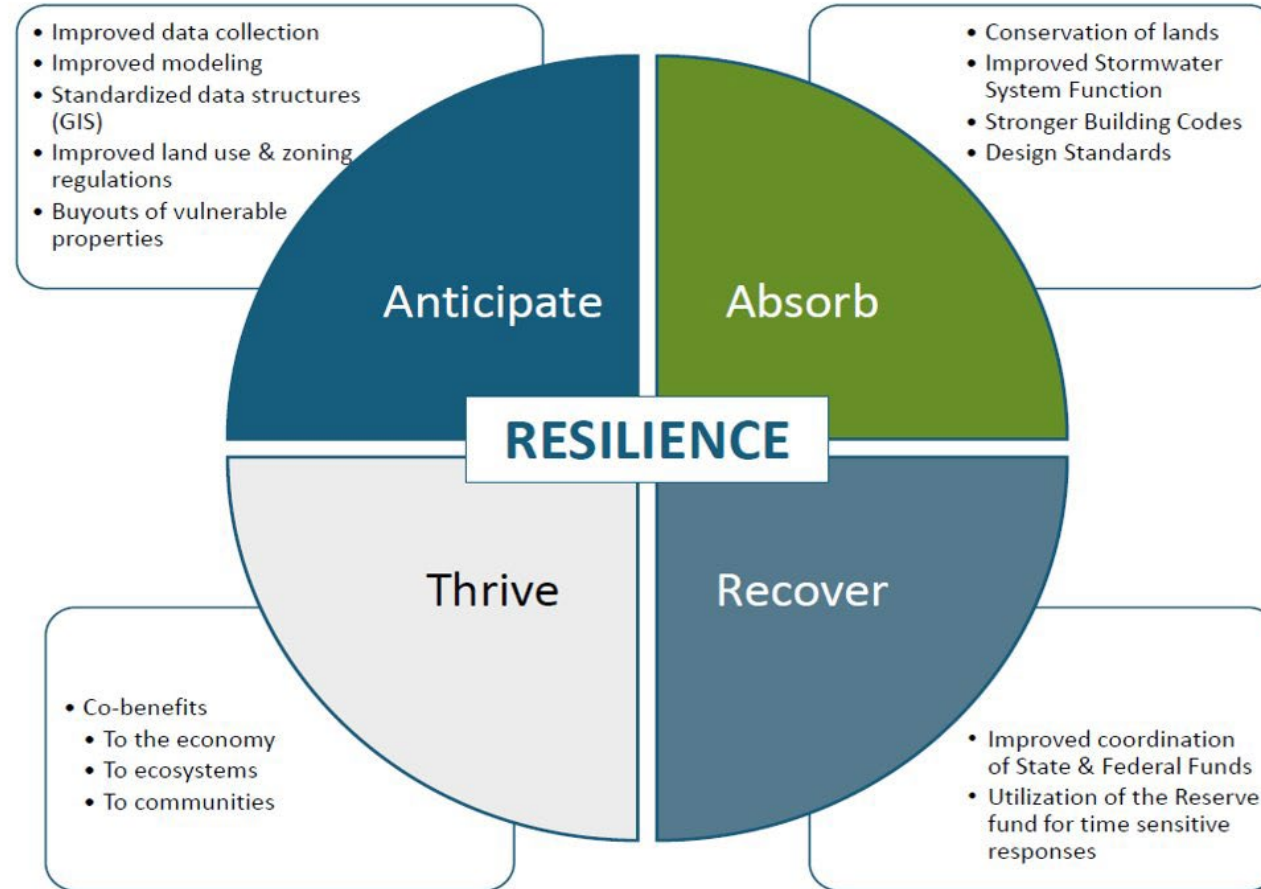 • Improved data collection
• Improved modeling
• Standardized data structures
(GIS)
• Improved land use & zoning
regulations
• Buyouts of vulnerable
properties
• Conservation of lands
• Improved Stormwater
System Function
• Stronger Building Codes
• Design Standards
Anticipate
Absorb
RESILIENCE
Thrive
Recover
• Co-benefits
• To the economy
• To ecosystems
• To communities
• Improved coordination
of State & Federal Funds
• Utilization of the Reserve
fund for time sensitive
responses